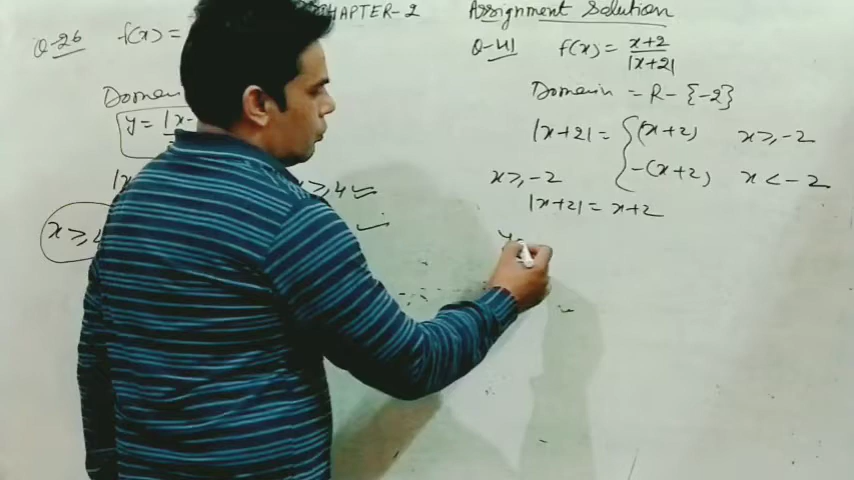 CHAPTER-2 Assignment Solution
Q-26 f(x) =
Domain
y = |x-
x ≥, 4
x ≥,
Q-41 f(x) = x+2 / |x+2|
Domain = R - {-2}
|x+2| = { (x+2) x ≥, -2
-(x+2) x < -2
x ≥, -2
|x+2| = x+2
y =